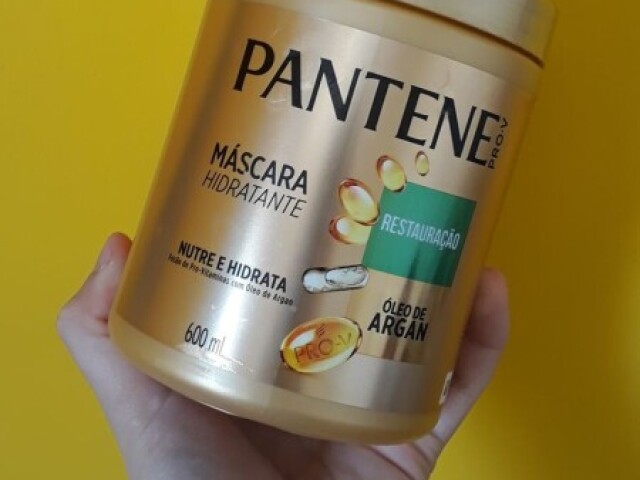 PANTENE
PRO-V
MÁSCARA
HIDRATANTE
RESTAURAÇÃO
NUTRE E HIDRATA
Fusão de Pro-Vitaminas com Óleo de Argan
ÓLEO DE
ARGAN
600 ml
PRO-V